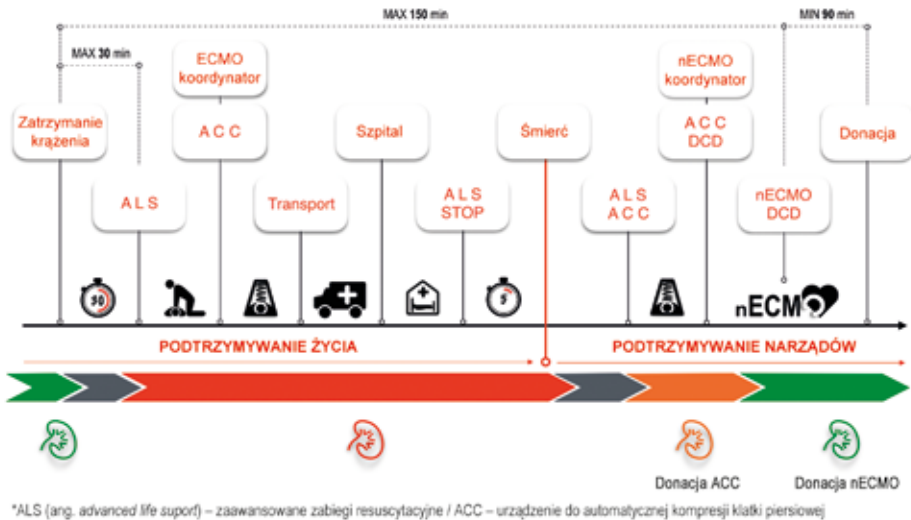 MAX 150 min
MIN 90 min
MAX 30 min
ECMO
koordynator
nECMO
koordynator
Zatrzymanie
krążenia
A C C
Szpital
Śmierć
A C C
DCD
Donacja
A L S
Transport
A L S
STOP
A L S
A C C
nECMO
DCD
30
5
nECM
PODTRZYMYWANIE ŻYCIA
PODTRZYMYWANIE NARZĄDÓW
Donacja ACC
Donacja nECMO
*ALS (ang. advanced life suport) – zaawansowane zabiegi resuscytacyjne / ACC – urządzenie do automatycznej kompresji klatki piersiowej